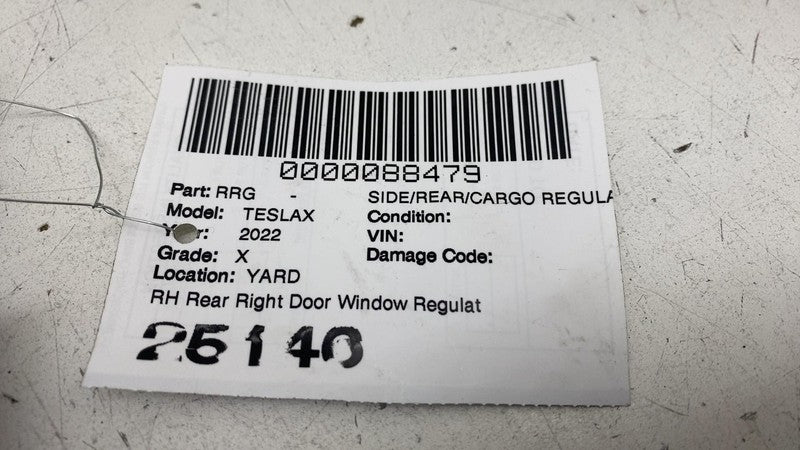 0000088479
Part: RRG - SIDE/REAR/CARGO REGULA
Model: TESLAX Condition:
2022 VIN:
Grade: X Damage Code:
Location: YARD
RH Rear Right Door Window Regulat
25140